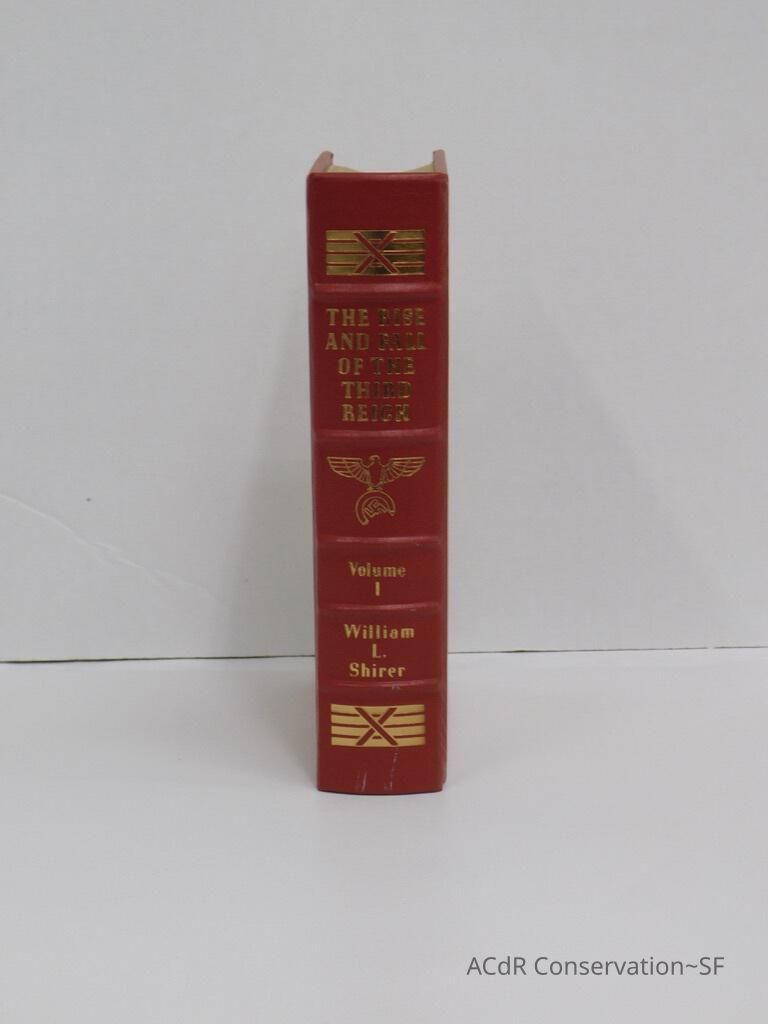 THE RISE
AND FALL
OF THE
THIRD
REICH
Volume
I
William
L.
Shirer
ACdR Conservation~SF